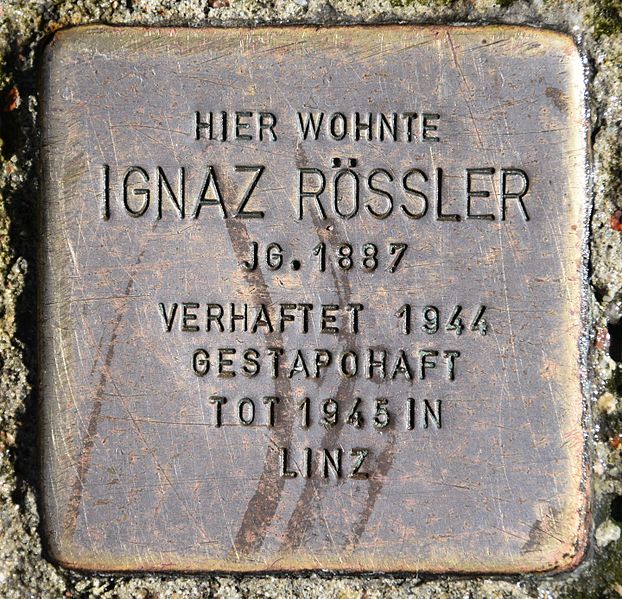 HIER WOHNTE
IGNAZ RÖSSLER
JG. 1887
VERHAFTET 1944
GESTAPOHAFT
TOT 1945 IN
LINZ